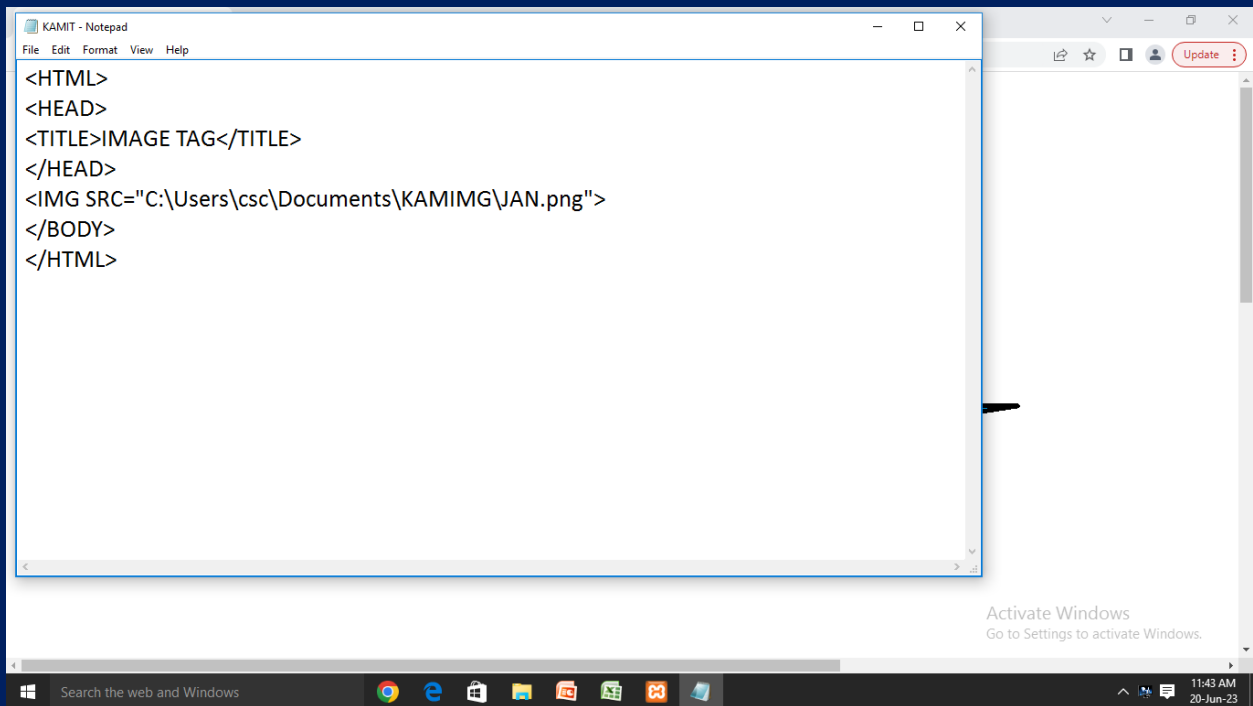 KAMIT - Notepad
File Edit Format View Help
Update
<HTML>
<HEAD>
<TITLE>IMAGE TAG</TITLE>
</HEAD>
<IMG SRC="C:\Users\csc\Documents\KAMIMG\JAN.png">
</BODY>
</HTML>
Activate Windows
Go to Settings to activate Windows.
Search the web and Windows
11:43 AM
20-Jun-23